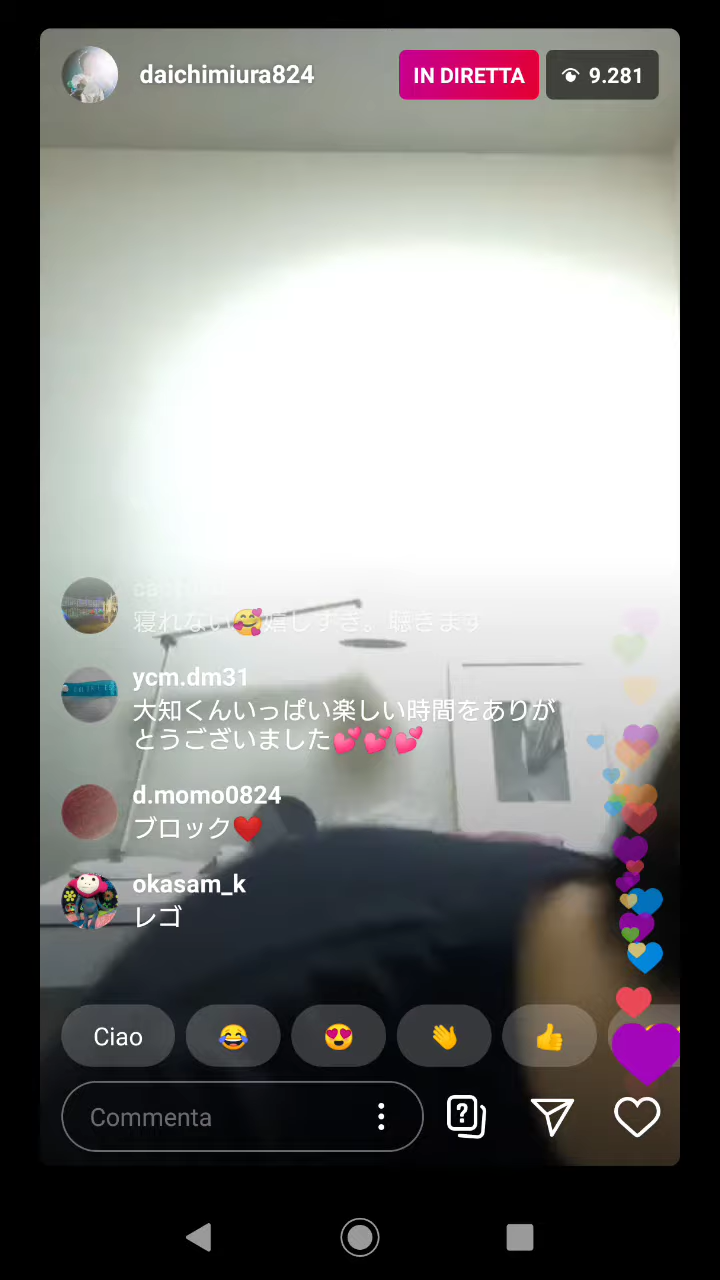 daichimiura824
IN DIRETTA
9.281
寝れない🥰嬉しすぎ。聴きます
ycm.dm31
大知くんいっぱい楽しい時間をありが
とうございました💕💕💕
d.momo0824
ブロック❤️
okasam_k
レゴ
Ciao
Commenta